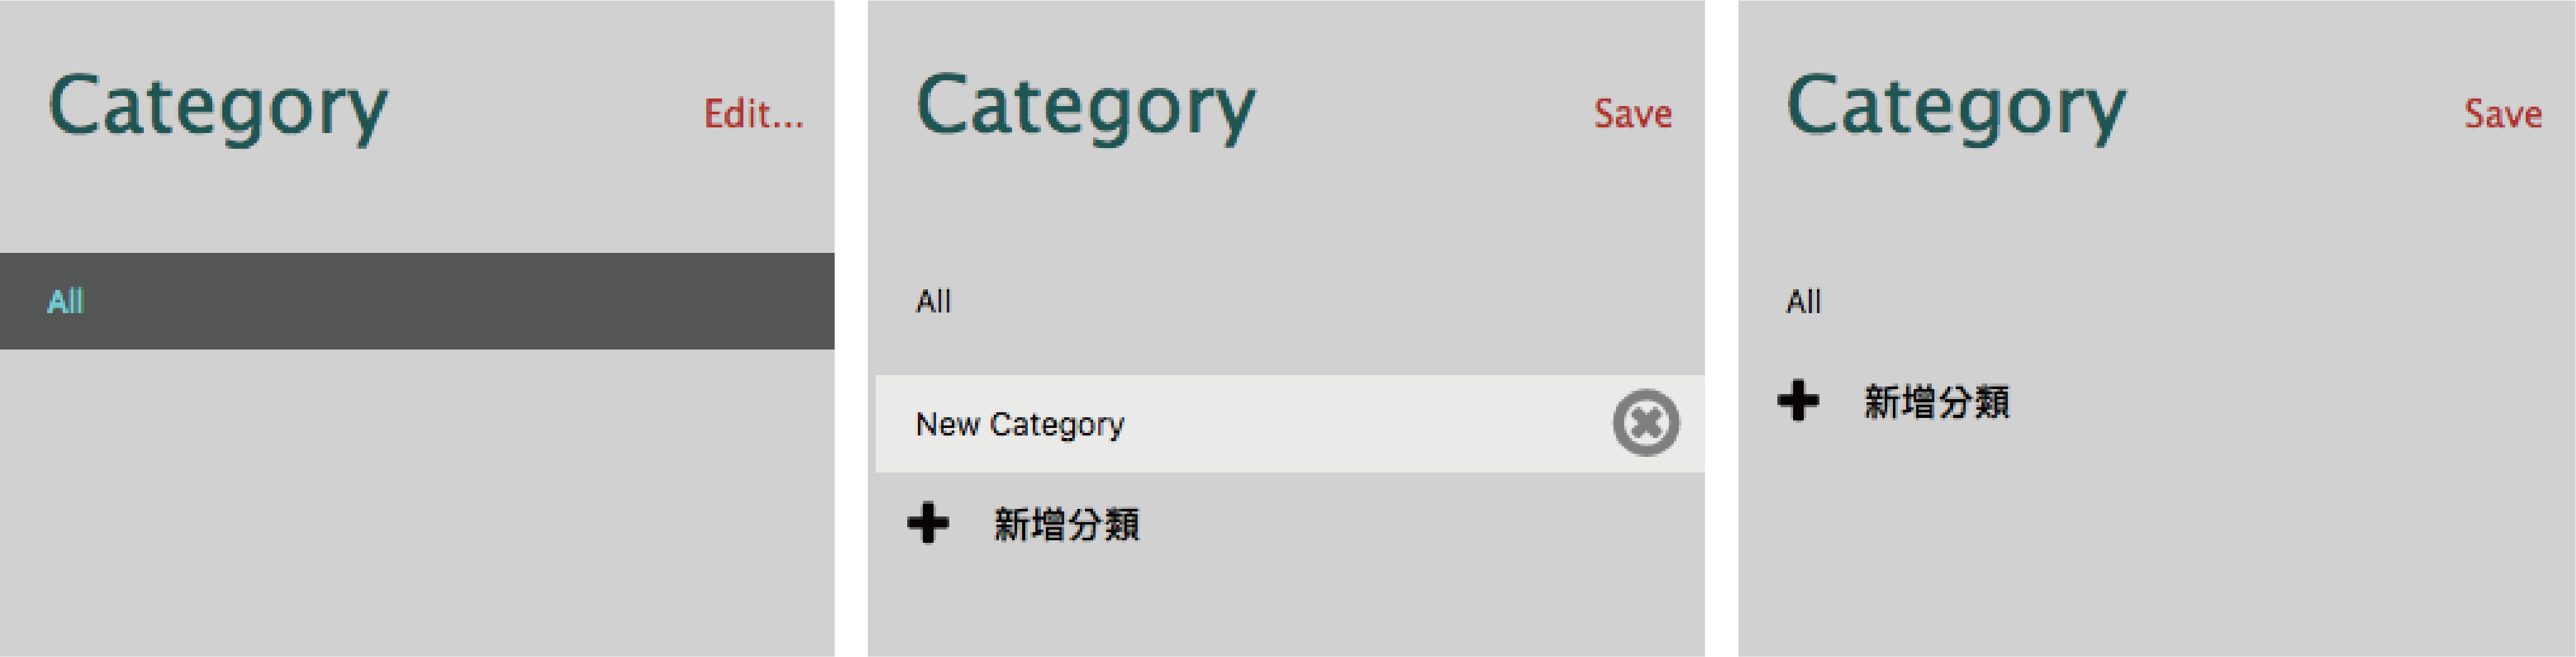 Category
Edit...
All
Category
Save
All
New Category
新增分類
Category
Save
All
新增分類